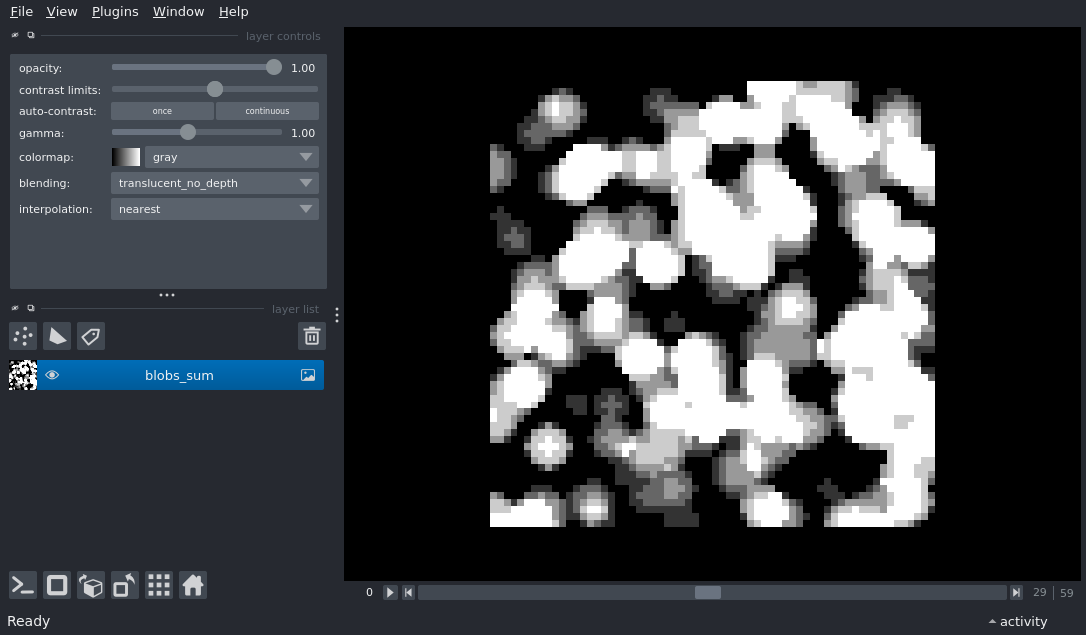 File View Plugins Window Help
layer controls
opacity: 1.00
contrast limits:
auto-contrast: once continuous
gamma: 1.00
colormap: gray
blending: translucent_no_depth
interpolation: nearest
layer list
blobs_sum
0 29 59
Ready activity